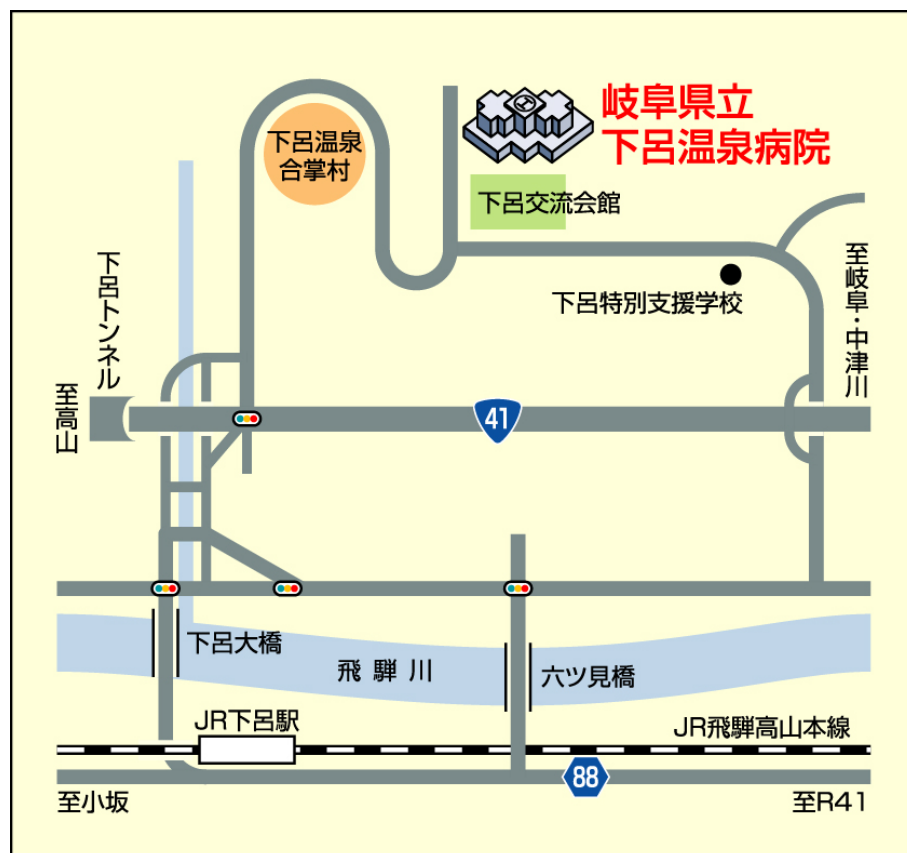 岐阜県立
下呂温泉病院
下呂温泉
合掌村
下呂交流会館
下呂特別支援学校
至岐阜・中津川
下呂トンネル
至高山
41
下呂大橋
飛騨川
六ツ見橋
JR下呂駅
JR飛騨高山本線
88
至小坂
至R41